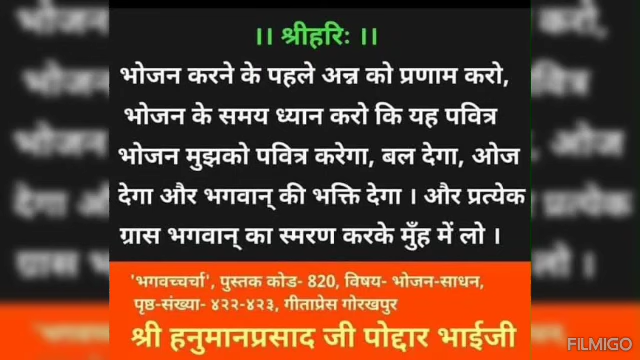 ।। श्रीहरिः ।।
भोजन करने के पहले अन्न को प्रणाम करो,
भोजन के समय ध्यान करो कि यह पवित्र
भोजन मुझको पवित्र करेगा, बल देगा, ओज
देगा और भगवान् की भक्ति देगा । और प्रत्येक
ग्रास भगवान् का स्मरण करके मुँह में लो ।
'भगवच्चर्चा', पुस्तक कोड- 820, विषय- भोजन-साधन,
पृष्ठ-संख्या- ४२२-४२३, गीताप्रेस गोरखपुर
श्री हनुमानप्रसाद जी पोद्दार भाईजी
FILMIGO